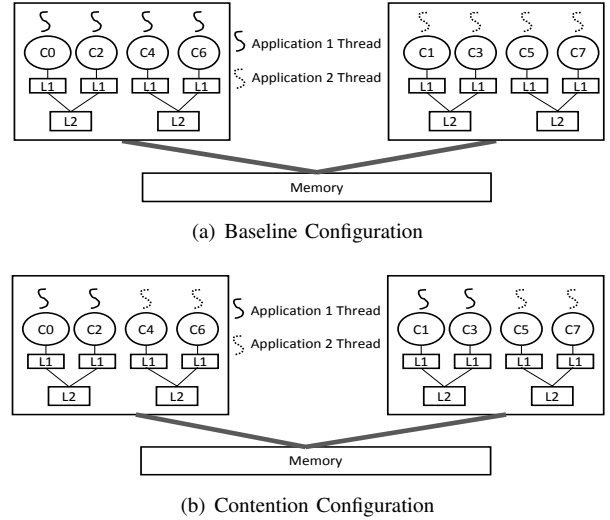 C0 C2 C4 C6 Application 1 Thread C1 C3 C5 C7
L1 L1 L1 L1 Application 2 Thread L1 L1 L1 L1
L2 L2 L2 L2
Memory
(a) Baseline Configuration
C0 C2 C4 C6 Application 1 Thread C1 C3 C5 C7
L1 L1 L1 L1 Application 2 Thread L1 L1 L1 L1
L2 L2 L2 L2
Memory
(b) Contention Configuration